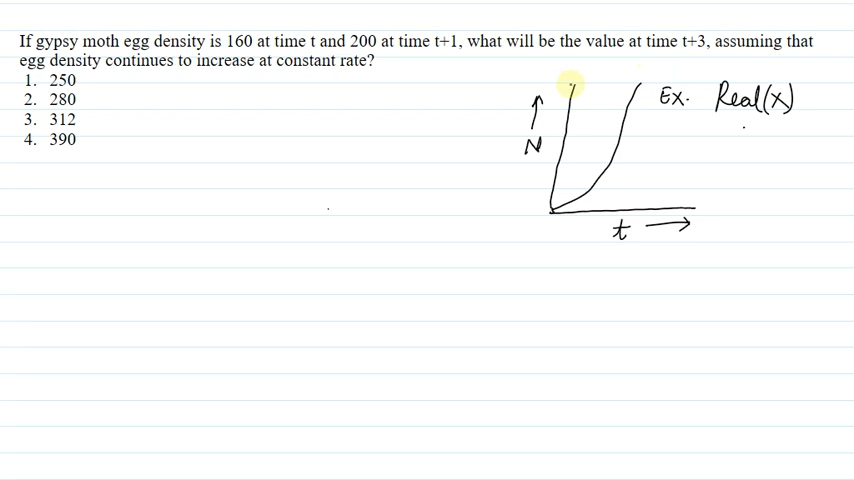 If gypsy moth egg density is 160 at time t and 200 at time t+1, what will be the value at time t+3, assuming that
egg density continues to increase at constant rate?
1. 250
2. 280
3. 312
4. 390
Ex. Real(x)
N
t